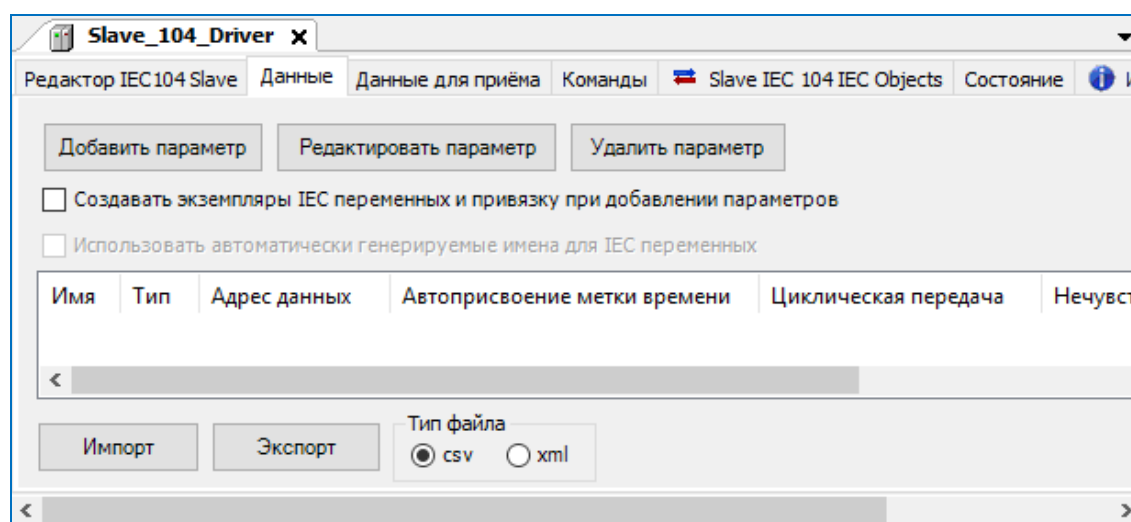 Slave_104_Driver
Редактор IEC104 Slave Данные Данные для приёма Команды Slave IEC 104 IEC Objects Состояние
Добавить параметр Редактировать параметр Удалить параметр
Создавать экземпляры IEC переменных и привязку при добавлении параметров
Использовать автоматически генерируемые имена для IEC переменных
Имя Тип Адрес данных Автоприсвоение метки времени Циклическая передача Нечувст
Тип файла
Импорт Экспорт csv xml